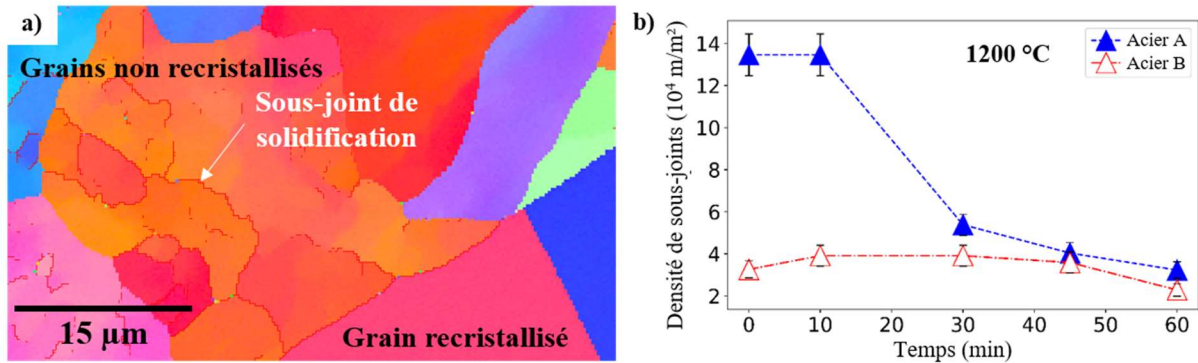 a)
Grains non recristallisés
Sous-joint de
solidification
15 µm
Grain recristallisé
b)
1200 °C
Acier A
Acier B
Densité de sous-joints (10⁴ m/m²)
14
12
10
8
6
4
2
0 10 20 30 40 50 60
Temps (min)